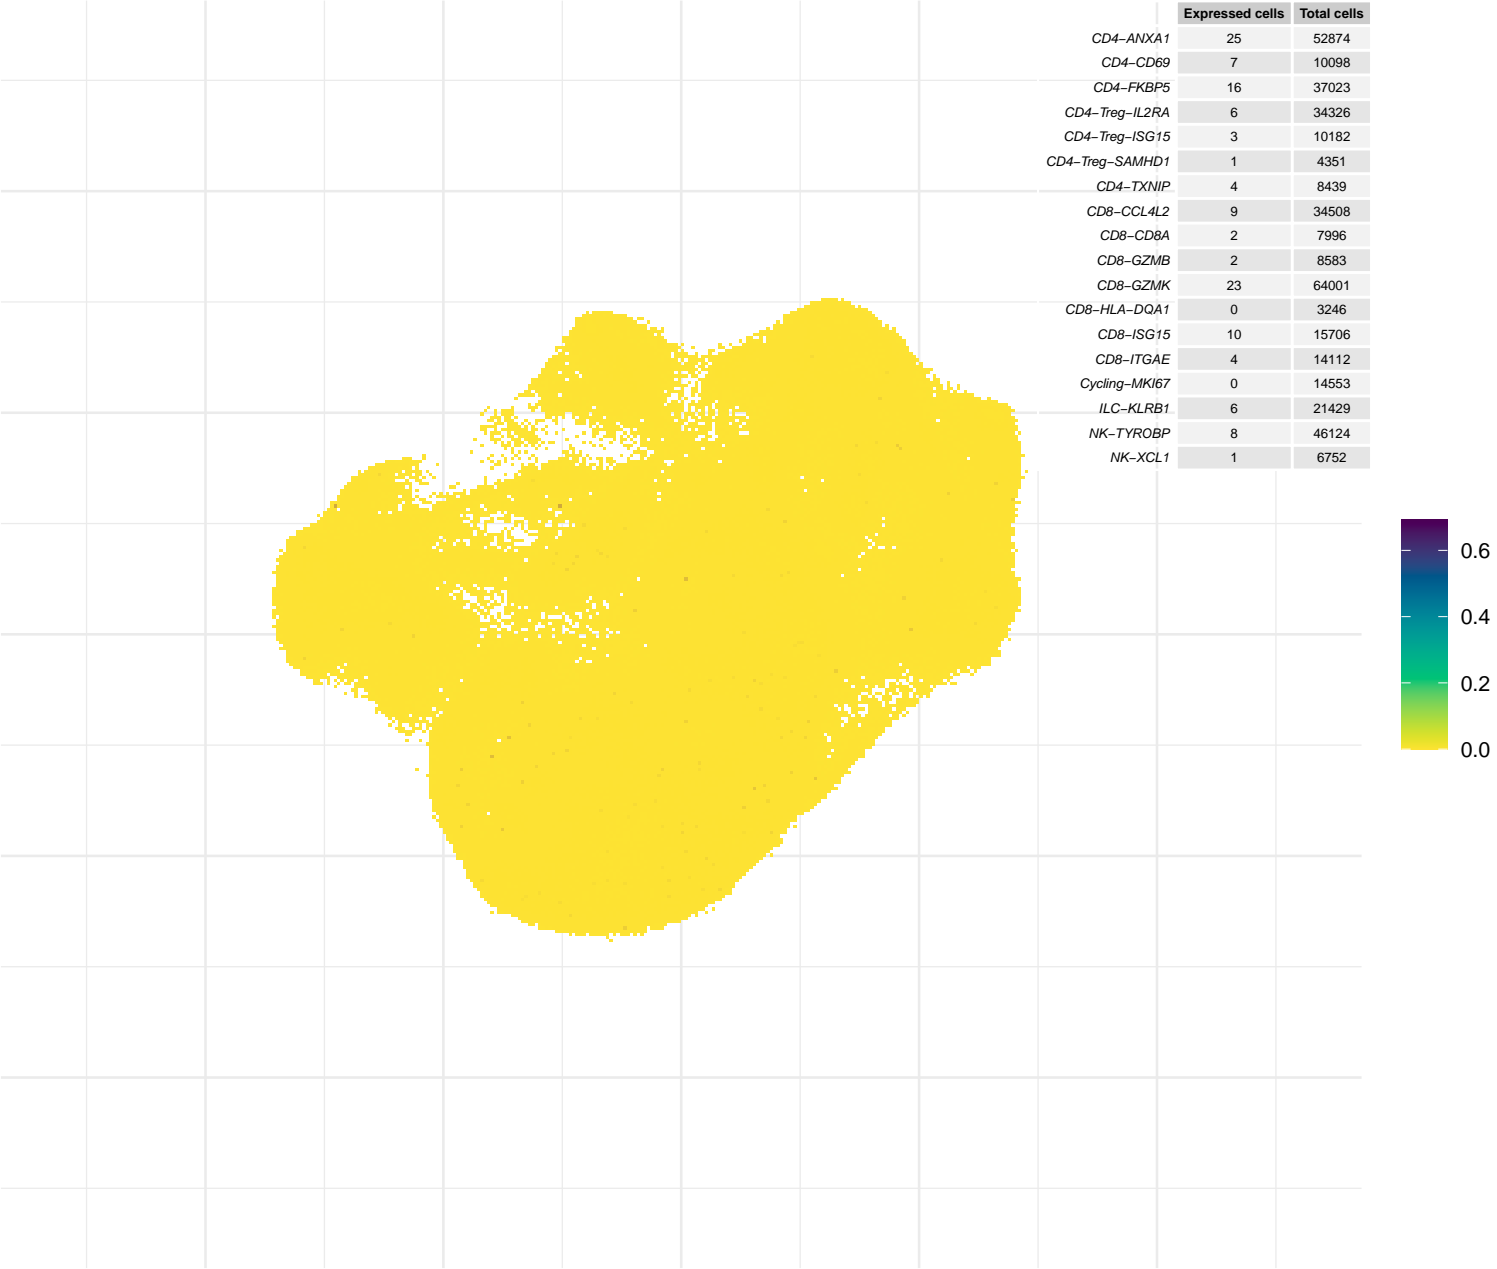 Expressed cells Total cells
CD4−ANXA1 25 52874
CD4−CD69 7 10098
CD4−FKBP5 16 37023
CD4−Treg−IL2RA 6 34326
CD4−Treg−ISG15 3 10182
CD4−Treg−SAMHD1 1 4351
CD4−TXNIP 4 8439
CD8−CCL4L2 9 34508
CD8−CD8A 2 7996
CD8−GZMB 2 8583
CD8−GZMK 23 64001
CD8−HLA−DQA1 0 3246
CD8−ISG15 10 15706
CD8−ITGAE 4 14112
Cycling−MKI67 0 14553
ILC−KLRB1 6 21429
NK−TYROBP 8 46124
NK−XCL1 1 6752
0.6
0.4
0.2
0.0